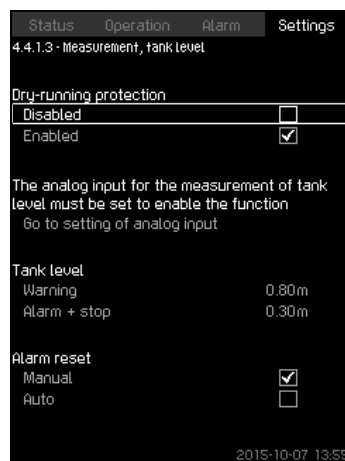 Status Operation Alarm Settings
4.4.1.3 - Measurement, tank level
Dry-running protection
Disabled
Enabled
The analog input for the measurement of tank
level must be set to enable the function
Go to setting of analog input
Tank level
Warning 0.80m
Alarm + stop 0.30m
Alarm reset
Manual
Auto
2015-10-07 13:55